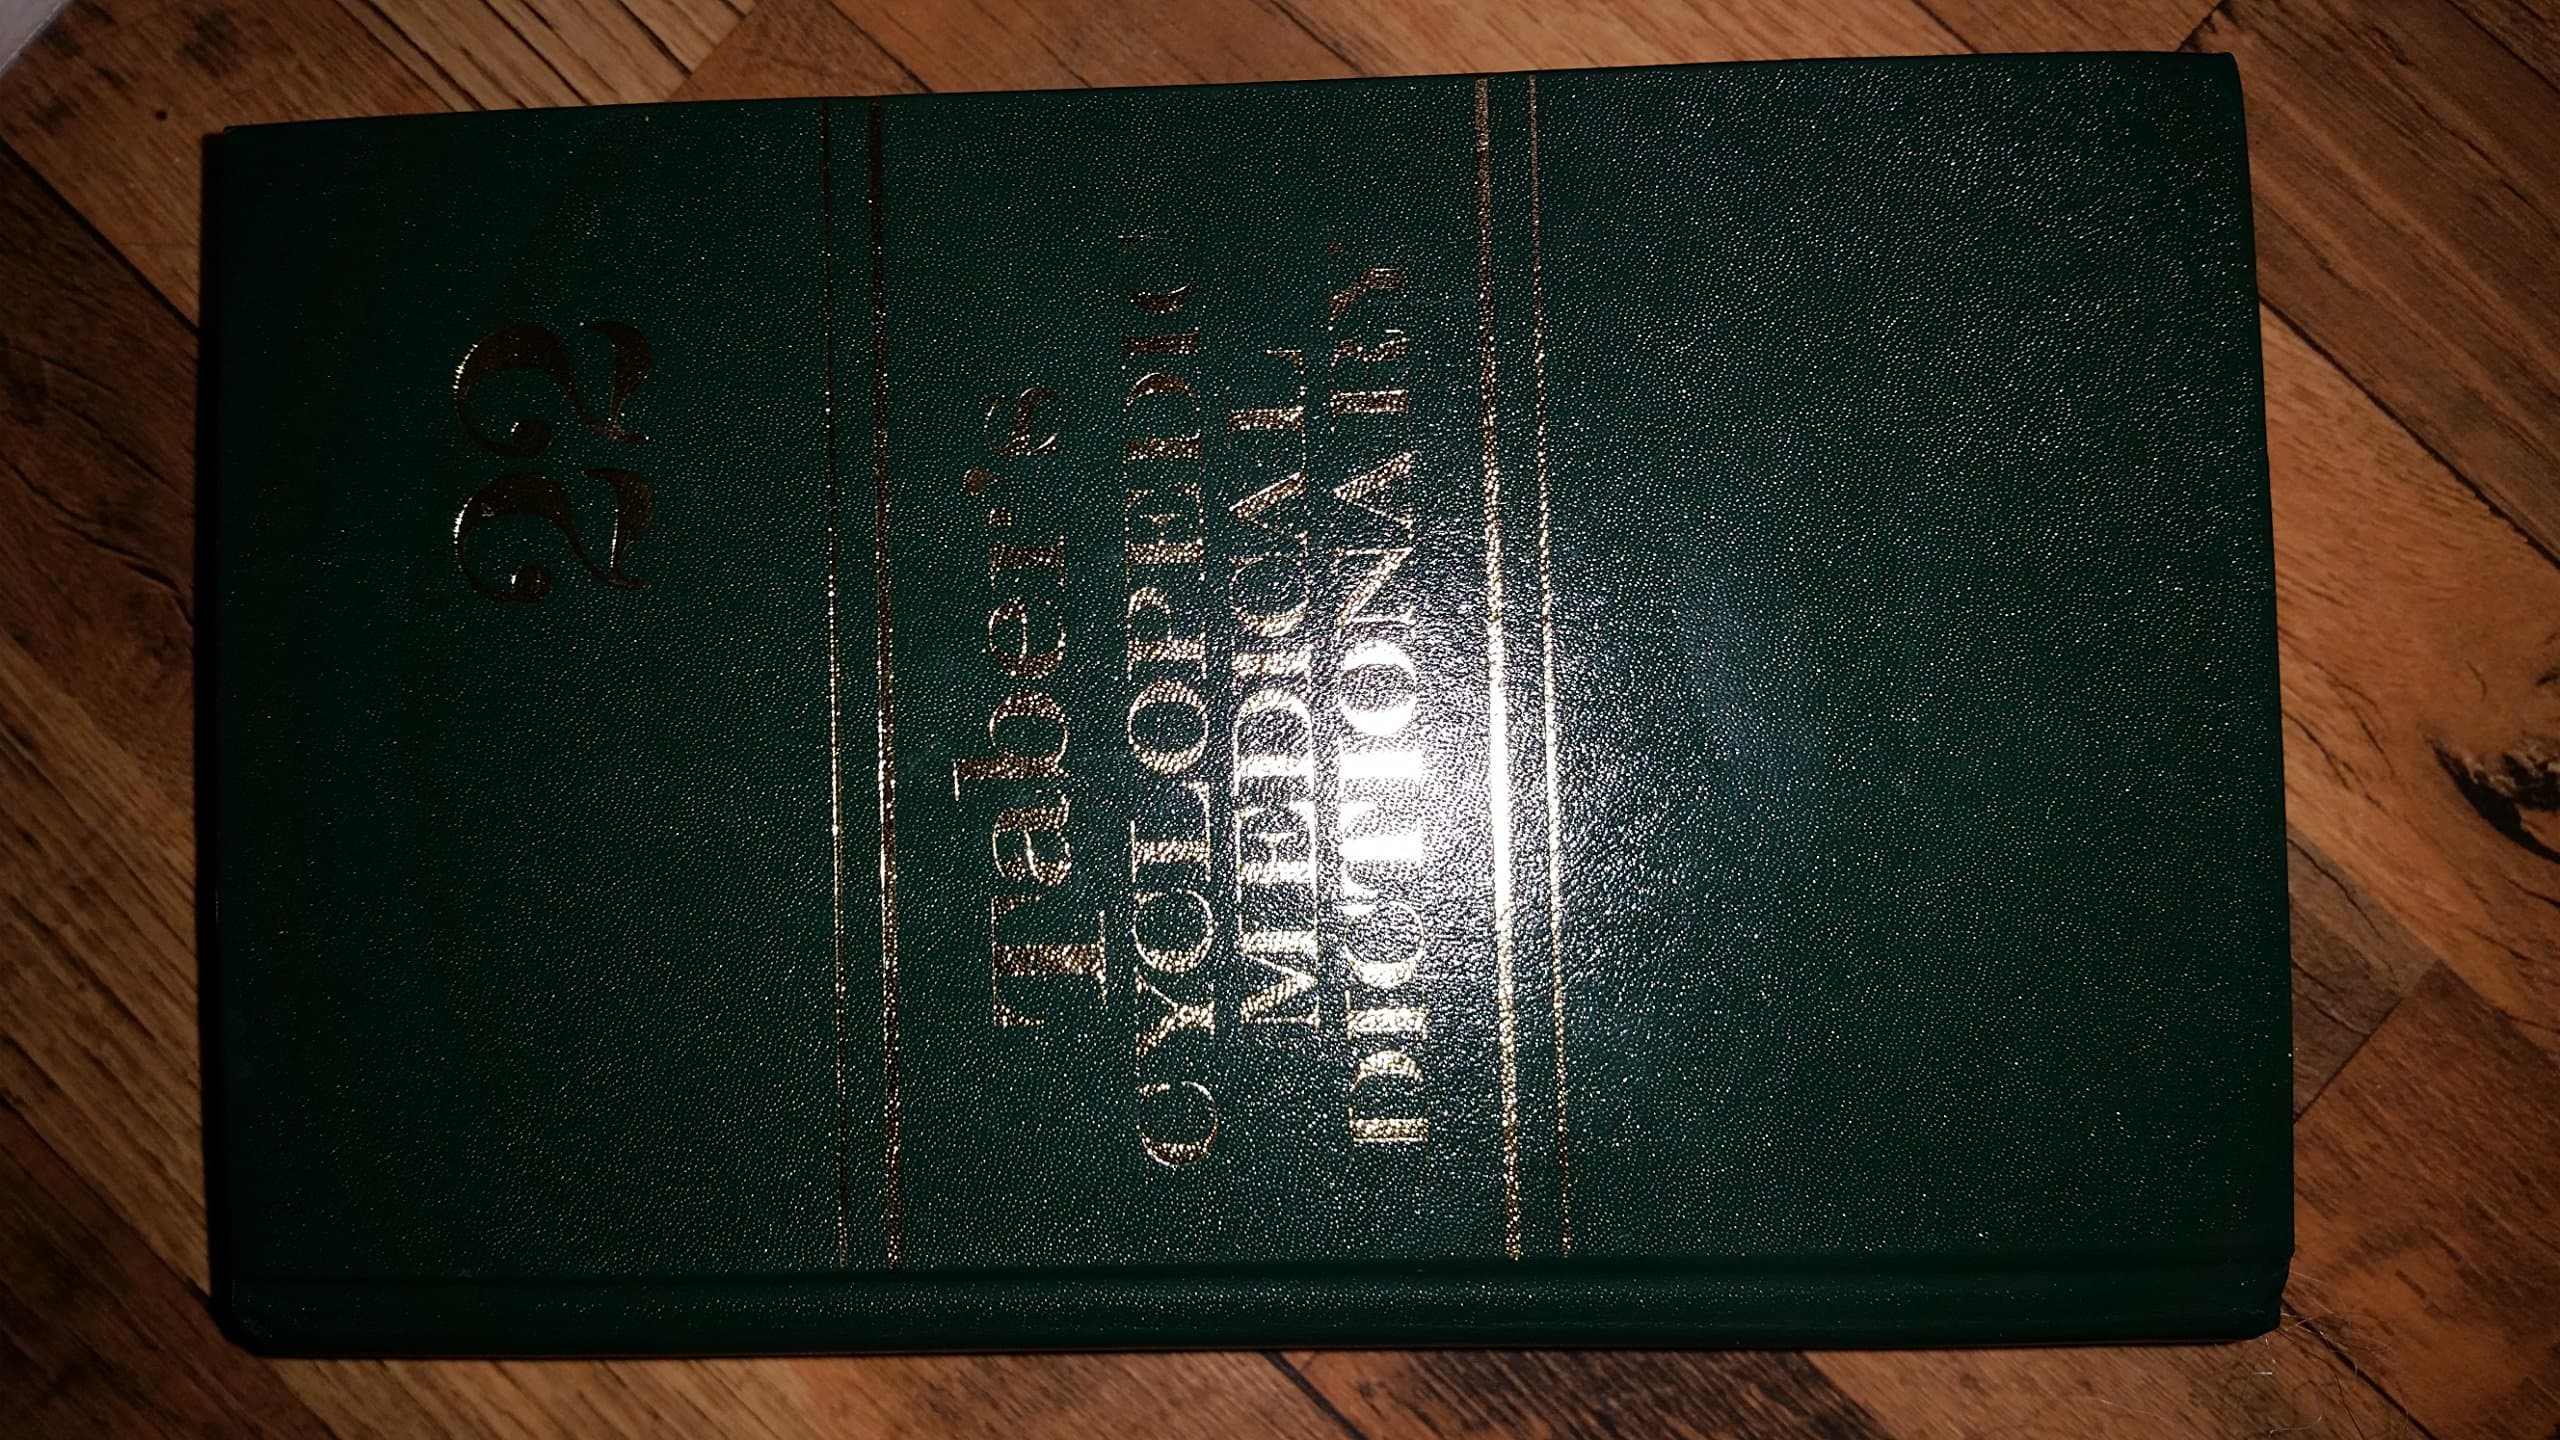 22
Taber's
CYCLOPEDIC
MEDICAL
DICTIONARY